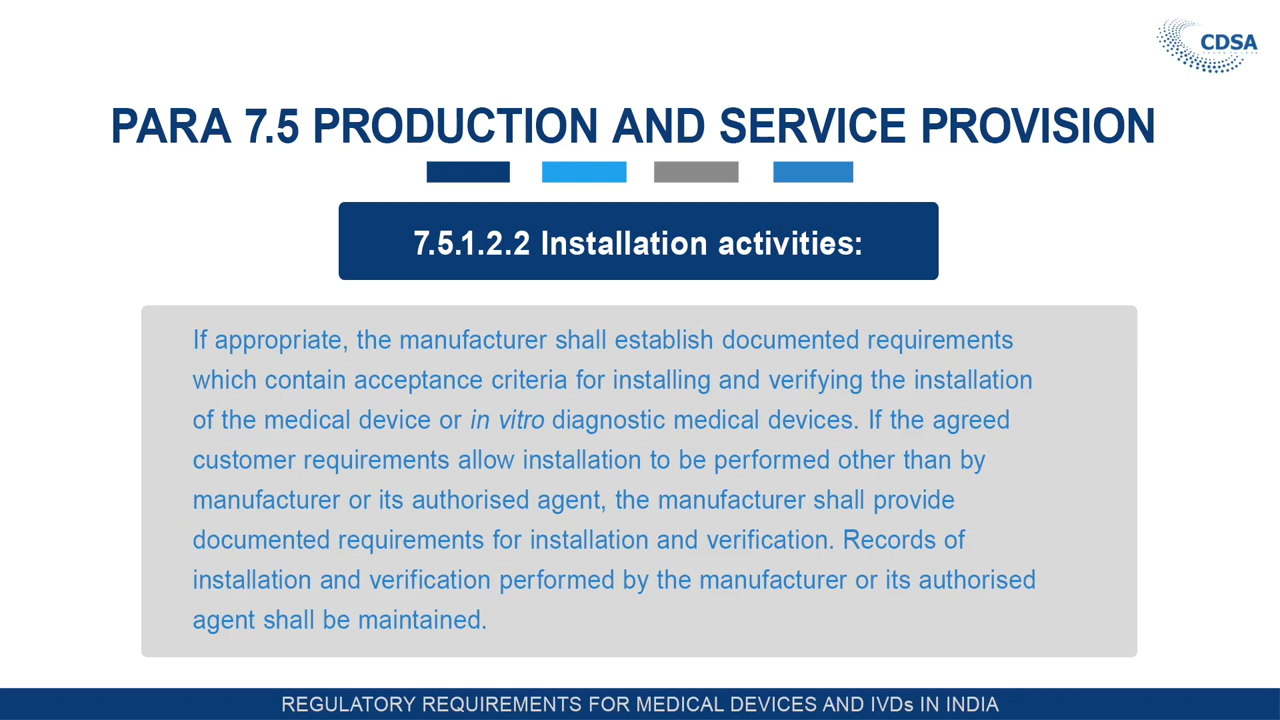 CDSA
PARA 7.5 PRODUCTION AND SERVICE PROVISION
7.5.1.2.2 Installation activities:
If appropriate, the manufacturer shall establish documented requirements
which contain acceptance criteria for installing and verifying the installation
of the medical device or in vitro diagnostic medical devices. If the agreed
customer requirements allow installation to be performed other than by
manufacturer or its authorised agent, the manufacturer shall provide
documented requirements for installation and verification. Records of
installation and verification performed by the manufacturer or its authorised
agent shall be maintained.
REGULATORY REQUIREMENTS FOR MEDICAL DEVICES AND IVDs IN INDIA